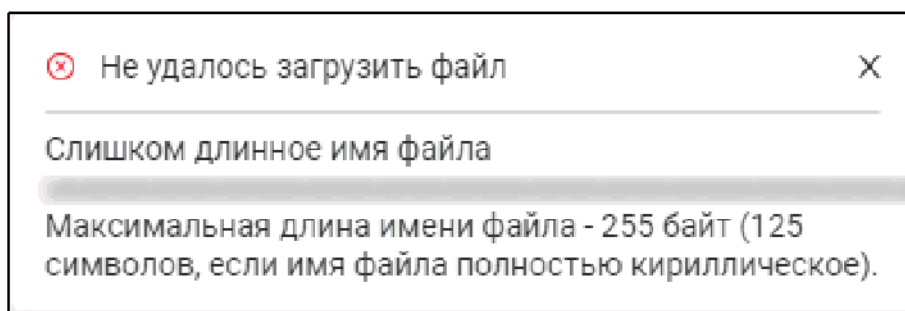 Не удалось загрузить файл
Слишком длинное имя файла
Максимальная длина имени файла - 255 байт (125
символов, если имя файла полностью кириллическое).